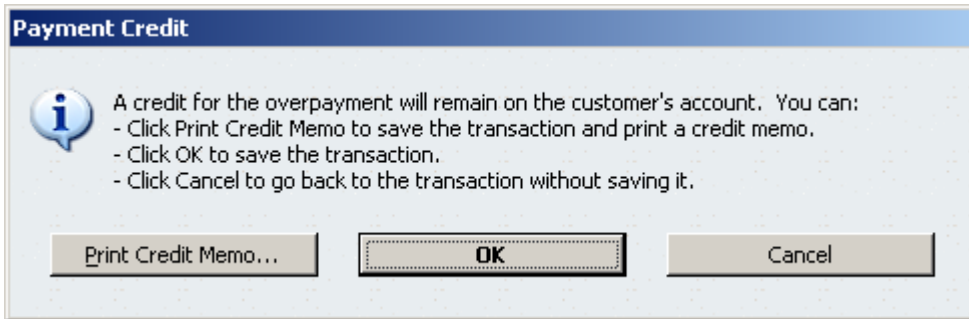 Payment Credit
A credit for the overpayment will remain on the customer's account.  You can:
- Click Print Credit Memo to save the transaction and print a credit memo.
- Click OK to save the transaction.
- Click Cancel to go back to the transaction without saving it.
Print Credit Memo... OK Cancel